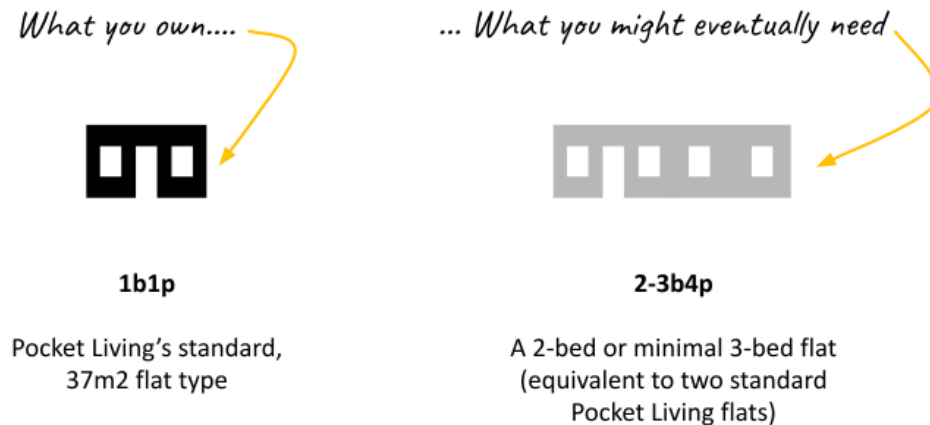 What you own....
... What you might eventually need
1b1p
2-3b4p
Pocket Living’s standard,
37m2 flat type
A 2-bed or minimal 3-bed flat
(equivalent to two standard
Pocket Living flats)